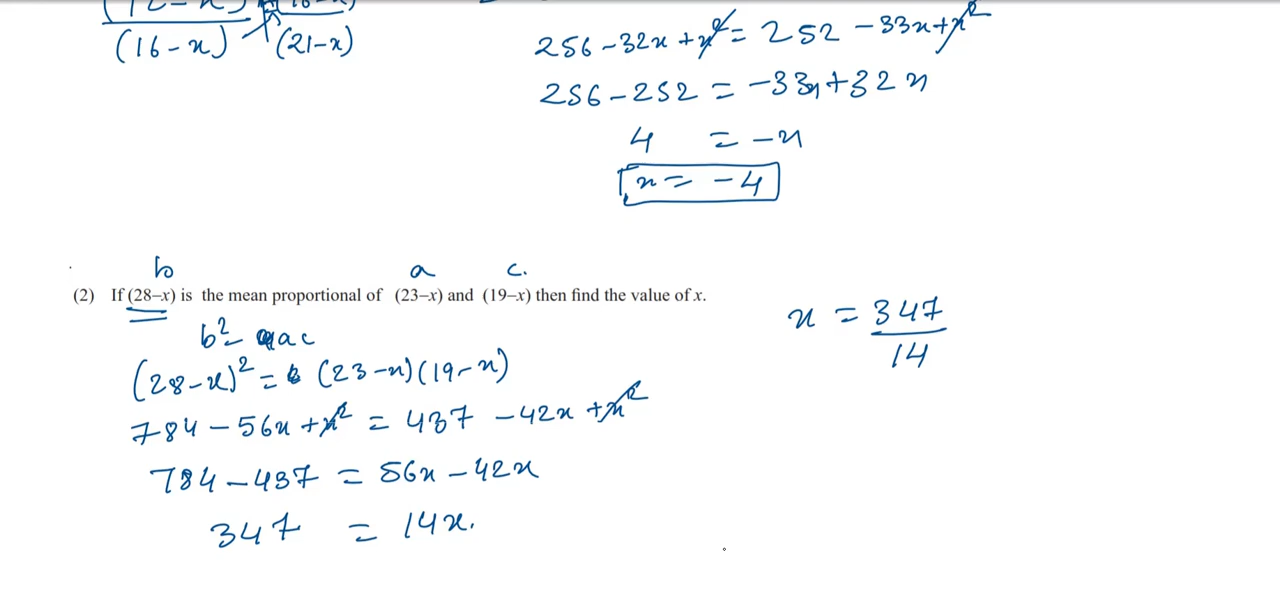 (16-x) (21-x)
256-32x+x²=252-33x+x²
256-252=-33x+32x
4 =-x
x=-4
b a c.
(2) If (28–x) is the mean proportional of (23–x) and (19–x) then find the value of x.
b²=ac
x=347/14
(28-x)²=(23-x)(19-x)
784-56x+x²=437-42x+x²
784-437=56x-42x
347 =14x.